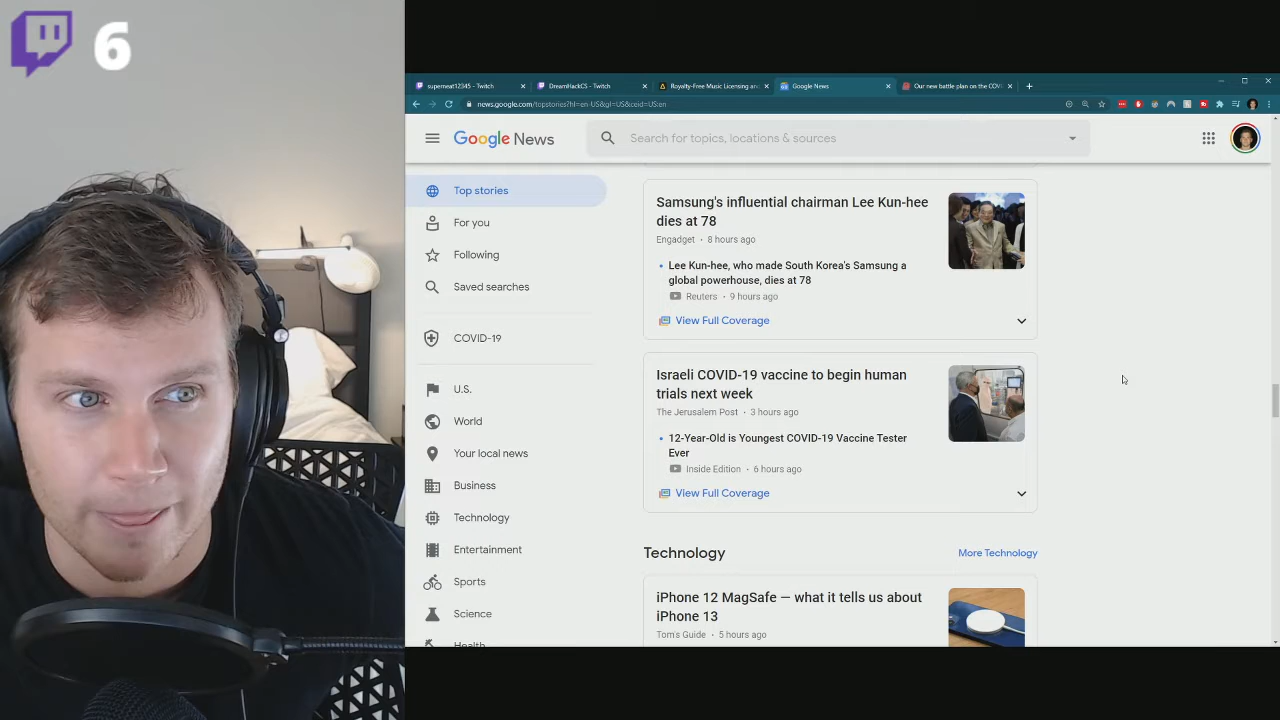 6
supermeat12345 - Twitch
DreamHackCS - Twitch
Royalty-Free Music Licensing and
Google News
Our new battle plan on the COVI
news.google.com/topstories?hl=en-US&gl=US&ceid=US:en
Google News
Search for topics, locations & sources
Top stories
For you
Following
Saved searches
COVID-19
U.S.
World
Your local news
Business
Technology
Entertainment
Sports
Science
Health
Samsung's influential chairman Lee Kun-hee
dies at 78
Engadget • 8 hours ago
Lee Kun-hee, who made South Korea's Samsung a
global powerhouse, dies at 78
Reuters • 9 hours ago
View Full Coverage
Israeli COVID-19 vaccine to begin human
trials next week
The Jerusalem Post • 3 hours ago
12-Year-Old is Youngest COVID-19 Vaccine Tester
Ever
Inside Edition • 6 hours ago
View Full Coverage
Technology
More Technology
iPhone 12 MagSafe — what it tells us about
iPhone 13
Tom's Guide • 5 hours ago